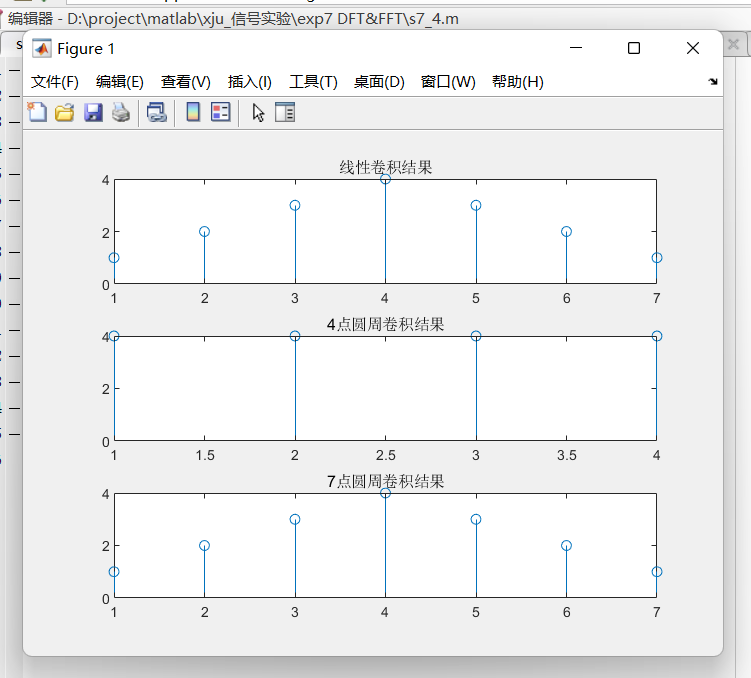 编辑器 - D:\project\matlab\xju_信号实验\exp7 DFT&FFT\s7_4.m
Figure 1
文件(F) 编辑(E) 查看(V) 插入(I) 工具(T) 桌面(D) 窗口(W) 帮助(H)
线性卷积结果
4
2
0
1 2 3 4 5 6 7
4点圆周卷积结果
4
2
0
1 1.5 2 2.5 3 3.5 4
7点圆周卷积结果
4
2
0
1 2 3 4 5 6 7